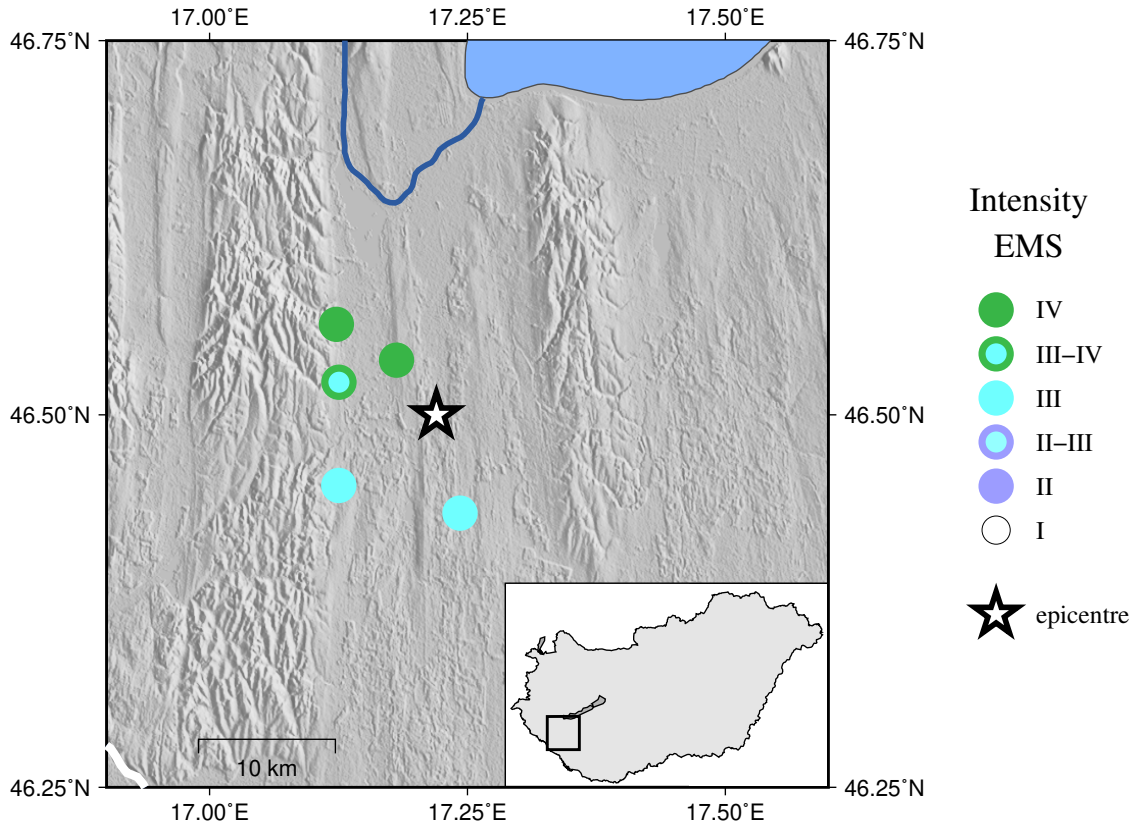 17.00˚E 17.25˚E 17.50˚E
46.75˚N 46.75˚N
46.50˚N 46.50˚N
46.25˚N 46.25˚N
17.00˚E 17.25˚E 17.50˚E
10 km
Intensity
EMS
IV
III–IV
III
II–III
II
I
epicentre